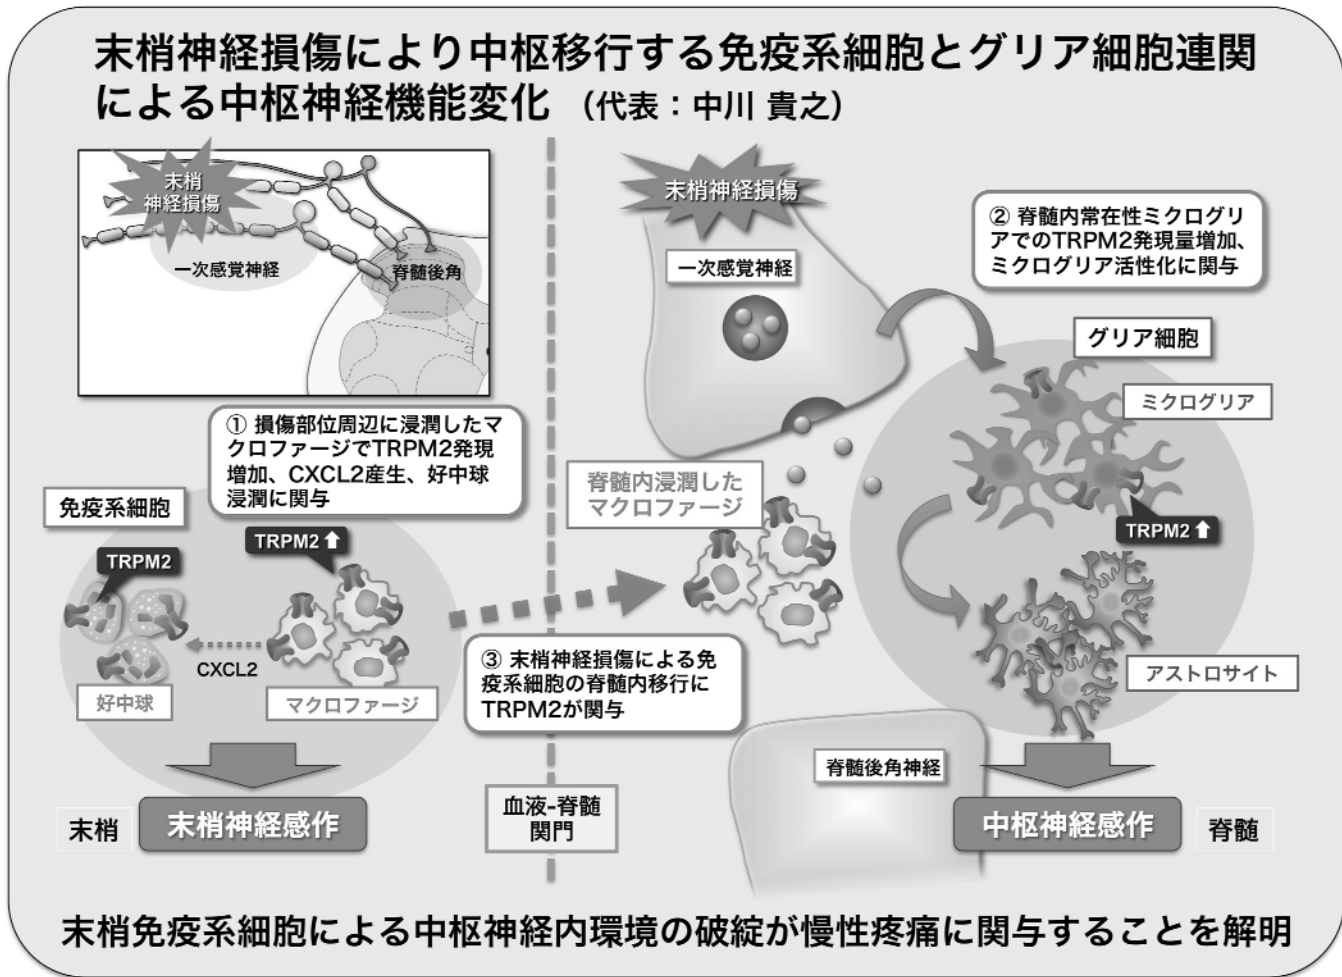 末梢神経損傷により中枢移行する免疫系細胞とグリア細胞連関
による中枢神経機能変化 （代表：中川 貴之）
末梢
神経損傷
一次感覚神経
脊髄後角
① 損傷部位周辺に浸潤したマ
クロファージでTRPM2発現
増加、CXCL2産生、好中球
浸潤に関与
免疫系細胞
TRPM2
TRPM2
CXCL2
好中球
マクロファージ
末梢
末梢神経感作
血液-脊髄
関門
③ 末梢神経損傷による免
疫系細胞の脊髄内移行に
TRPM2が関与
末梢神経損傷
一次感覚神経
② 脊髄内常在性ミクログリ
アでのTRPM2発現量増加、
ミクログリア活性化に関与
グリア細胞
ミクログリア
脊髄内浸潤した
マクロファージ
TRPM2
アストロサイト
脊髄後角神経
中枢神経感作
脊髄
末梢免疫系細胞による中枢神経内環境の破綻が慢性疼痛に関与することを解明